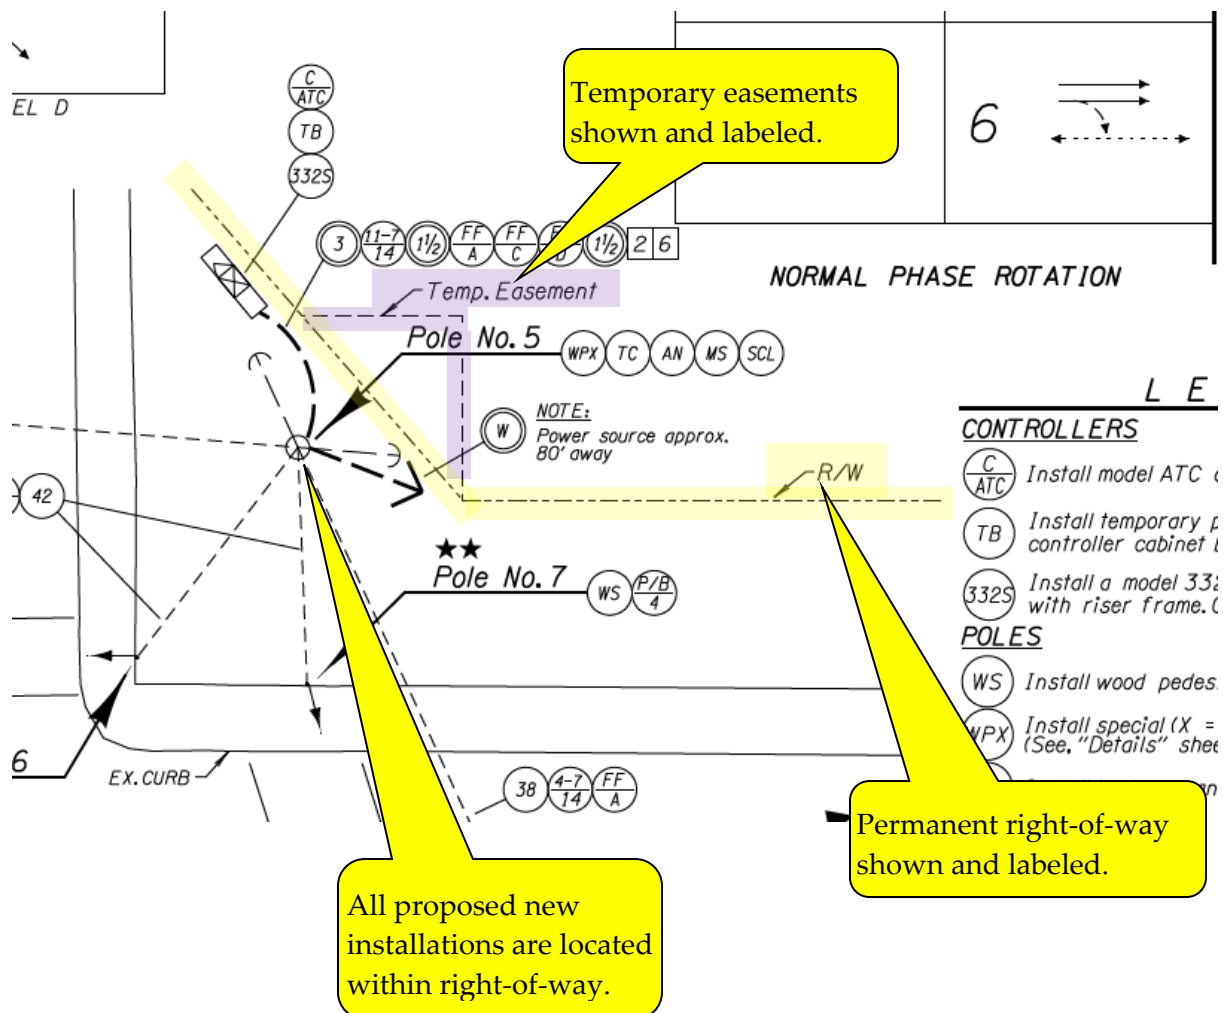 EL D
C
ATC
TB
332S
Temporary easements
shown and labeled.
6
3
11-7
14
1½
FF
A
FF
C
1½
2 6
NORMAL PHASE ROTATION
Temp. Easement
Pole No. 5
WPX TC AN MS SCL
W
NOTE:
Power source approx.
80' away
R/W
42
★★
Pole No. 7
WS
P/B
4
L E
CONTROLLERS
C
ATC
Install model ATC
TB
Install temporary
controller cabinet
332S
Install a model
with riser frame.
POLES
WS
Install wood
WPX
Install special (X =
(See, "Details"
6
EX. CURB
38
4-7
14
FF
A
Permanent right-of-way
shown and labeled.
All proposed new
installations are located
within right-of-way.